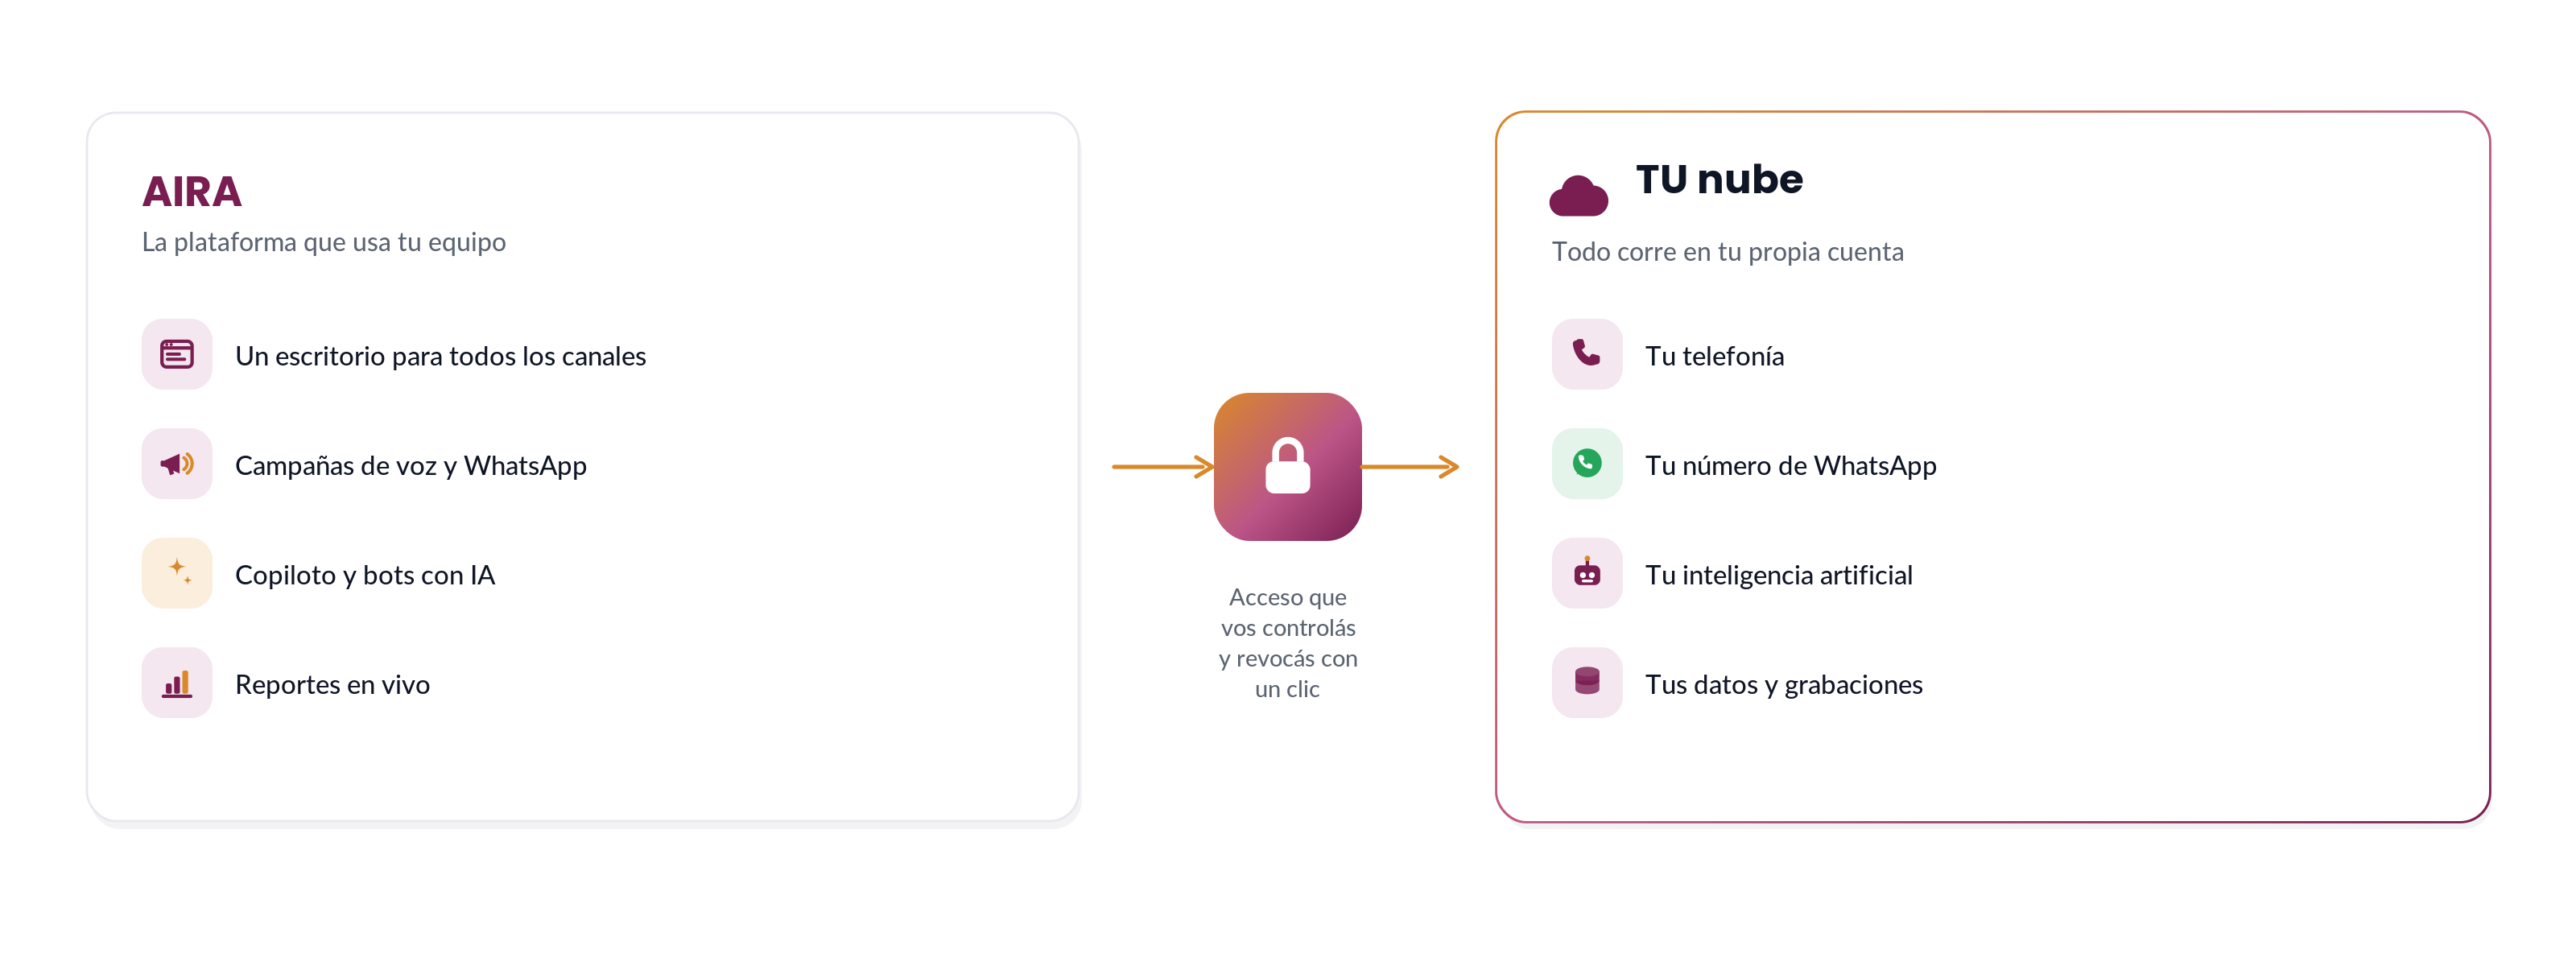 AIRA
La plataforma que usa tu equipo
Un escritorio para todos los canales
Campañas de voz y WhatsApp
Copiloto y bots con IA
Reportes en vivo
Acceso que
vos controlás
y revocás con
un clic
TU nube
Todo corre en tu propia cuenta
Tu telefonía
Tu número de WhatsApp
Tu inteligencia artificial
Tus datos y grabaciones